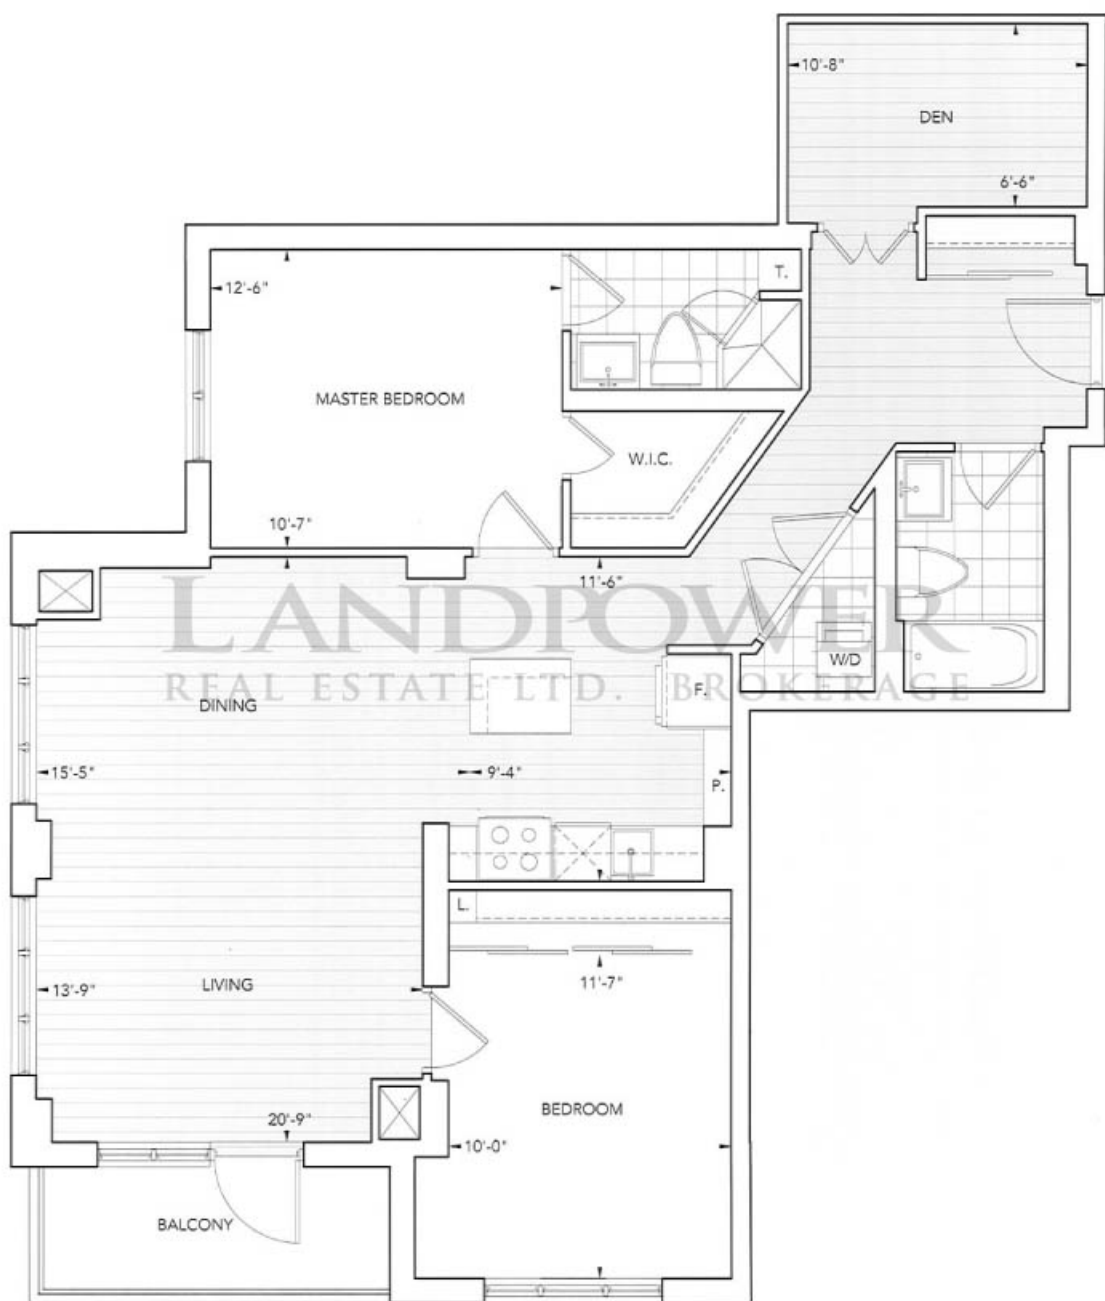 10'-8"
DEN
6'-6"
12'-6"
T.
MASTER BEDROOM
W.I.C.
10'-7"
11'-6"
LANDPOWER
REAL ESTATE LTD. BROKERAGE
W/D
F.
DINING
15'-5"
9'-4"
P.
L.
11'-7"
LIVING
13'-9"
BEDROOM
20'-9"
10'-0"
BALCONY